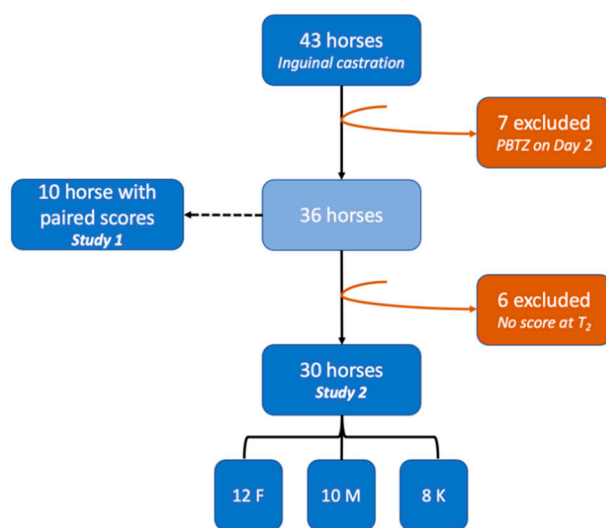 43 horses
Inguinal castration
7 excluded
PBTZ on Day 2
10 horse with
paired scores
Study 1
36 horses
6 excluded
No score at T₂
30 horses
Study 2
12 F
10 M
8 K